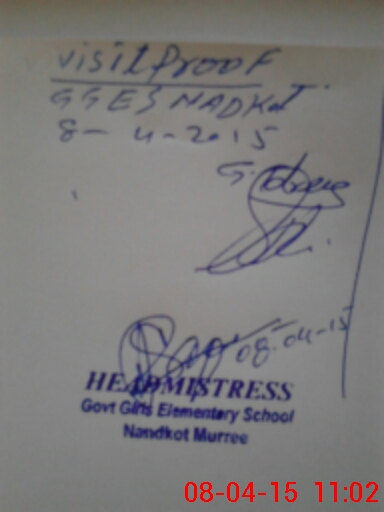 visit proof
GGES NADKOT.
8-4-2015
08-04-15
HEADMISTRESS
Govt Girls Elementary School
Nandkot Murree
08-04-15 11:02